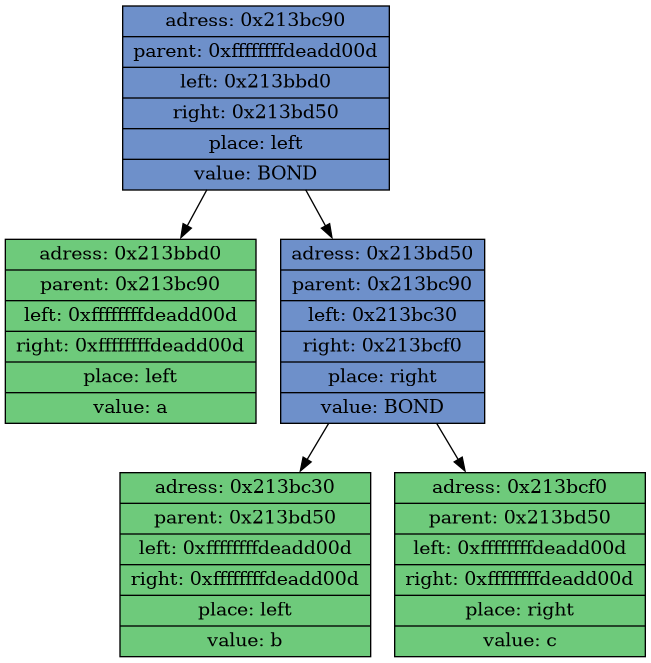 adress: 0x213bc90
parent: 0xffffffffdeadd00d
left: 0x213bbd0
right: 0x213bd50
place: left
value: BOND
adress: 0x213bbd0
parent: 0x213bc90
left: 0xffffffffdeadd00d
right: 0xffffffffdeadd00d
place: left
value: a
adress: 0x213bd50
parent: 0x213bc90
left: 0x213bc30
right: 0x213bcf0
place: right
value: BOND
adress: 0x213bc30
parent: 0x213bd50
left: 0xffffffffdeadd00d
right: 0xffffffffdeadd00d
place: left
value: b
adress: 0x213bcf0
parent: 0x213bd50
left: 0xffffffffdeadd00d
right: 0xffffffffdeadd00d
place: right
value: c